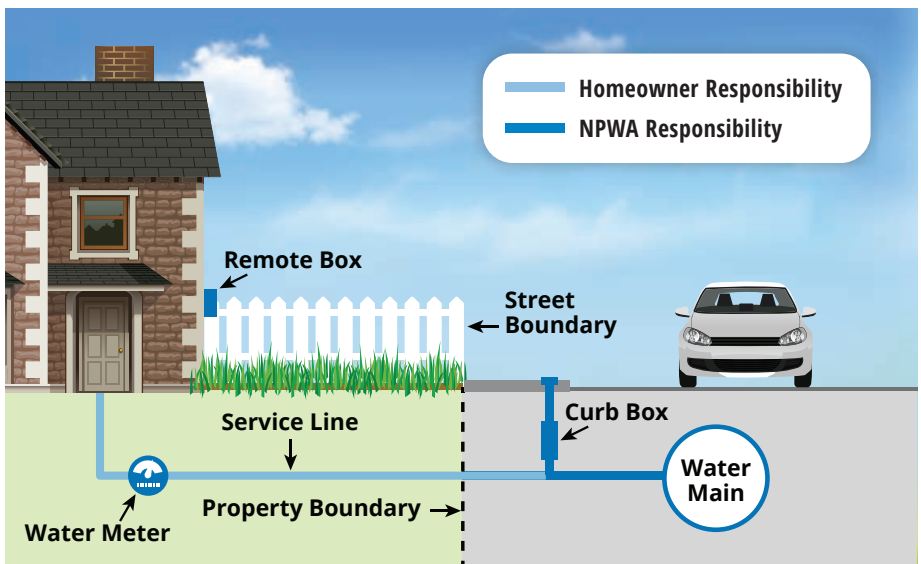 Homeowner Responsibility
NPWA Responsibility
Remote Box
Street
Boundary
Curb Box
Service Line
Water
Main
Property Boundary
Water Meter